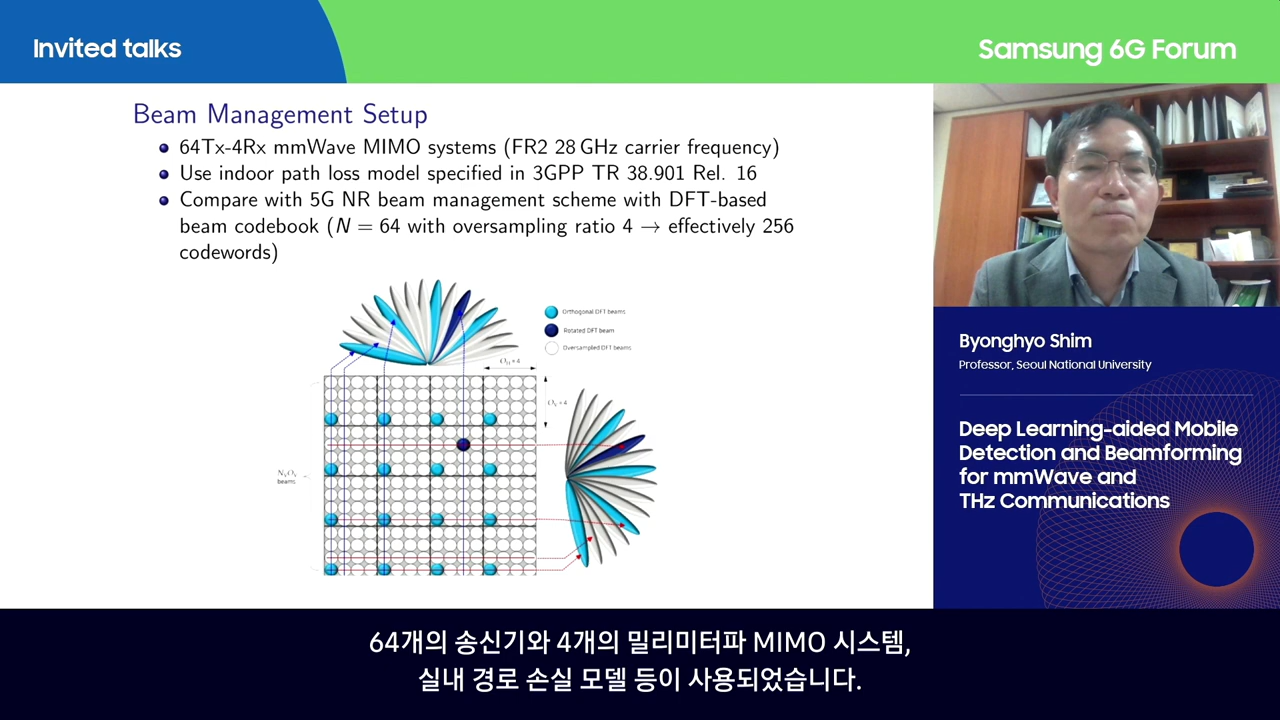 Invited talks
Samsung 6G Forum
Beam Management Setup
64Tx-4Rx mmWave MIMO systems (FR2 28 GHz carrier frequency)
Use indoor path loss model specified in 3GPP TR 38.901 Rel. 16
Compare with 5G NR beam management scheme with DFT-based
beam codebook (N = 64 with oversampling ratio 4 → effectively 256
codewords)
Orthogonal DFT beams
Rotated DFT beam
Oversampled DFT beams
O_H=4
O_V=4
N_VO_V
beams
Byonghyo Shim
Professor, Seoul National University
Deep Learning-aided Mobile
Detection and Beamforming
for mmWave and
THz Communications
64개의 송신기와 4개의 밀리미터파 MIMO 시스템,
실내 경로 손실 모델 등이 사용되었습니다.